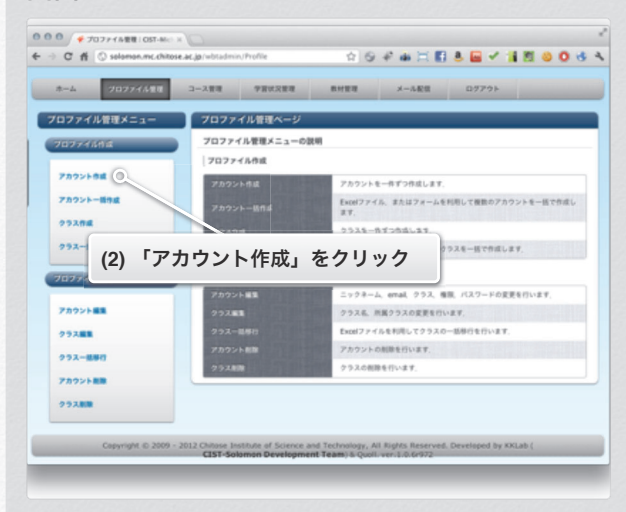 プロファイル管理 | CIST-Mo
solomon.mc.chitose.ac.jp/wbtadmin/Profile
ホーム プロファイル管理 コース管理 学習状況管理 教材管理 メール配信 ログアウト
プロファイル管理メニュー
プロファイル管理ページ
プロファイル作成
プロファイル管理メニューの説明
プロファイル作成
アカウント作成
アカウント一括作成
クラス作成
クラス一
アカウント作成 アカウントを一件ずつ作成します.
アカウント一括作成 Excelファイル、またはフォームを利用して複数のアカウントを一括で作成します.
クラスを一件ずつ作成します.
クラスを一括で作成します.
(2) 「アカウント作成」をクリック
プロファ
アカウント編集
クラス編集
クラス一括移行
アカウント削除
クラス削除
アカウント編集 ニックネーム、email、クラス、権限、パスワードの変更を行います.
クラス編集 クラス名、所属クラスの変更を行います.
クラス一括移行 Excelファイルを利用してクラスの一括移行を行います.
アカウント削除 アカウントの削除を行います.
クラス削除 クラスの削除を行います.
Copyright © 2009 - 2012 Chitose Institute of Science and Technology, All Rights Reserved. Developed by KKLab [
CIST-Solomon Development Team] & Quoli. ver.1.0.6r972